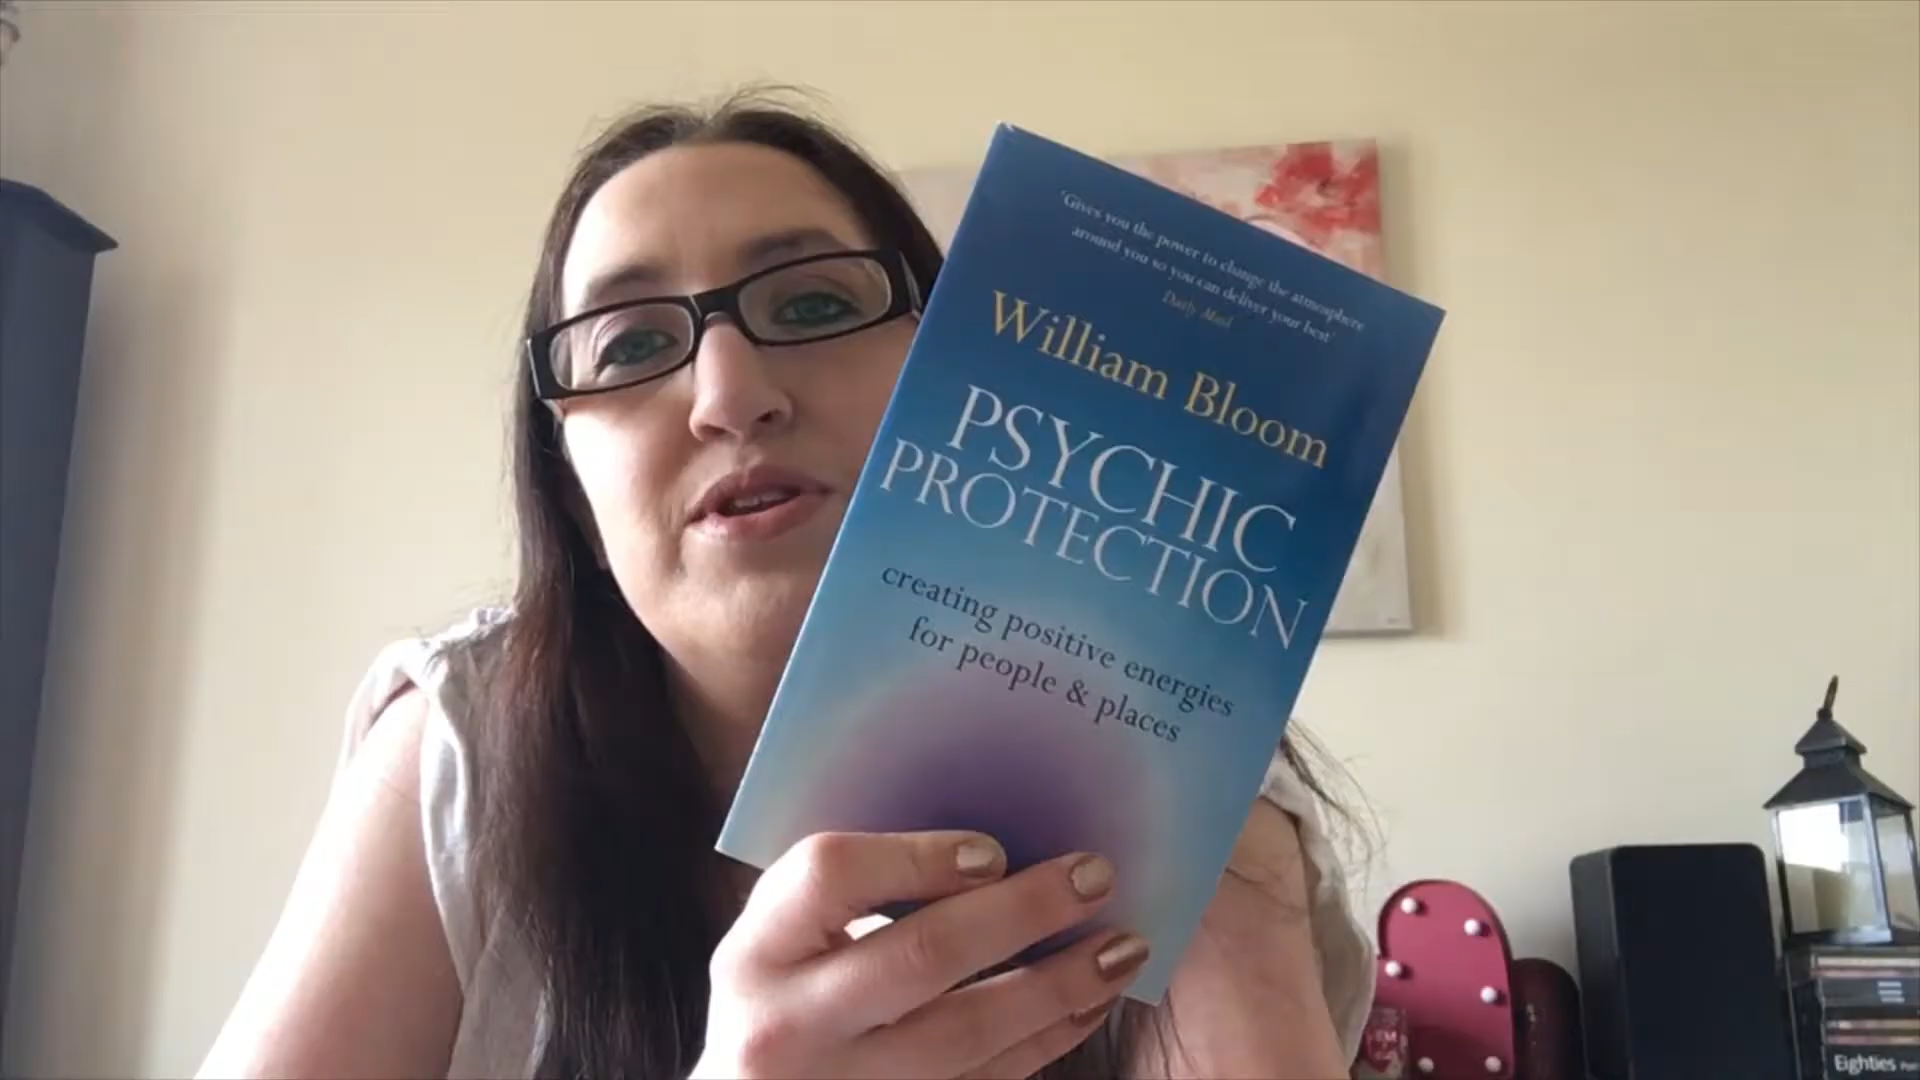 'Gives you the power to change the atmosphere
around you so you can deliver your best'
Daily Mail
William Bloom
PSYCHIC
PROTECTION
creating positive energies
for people & places
Eighties